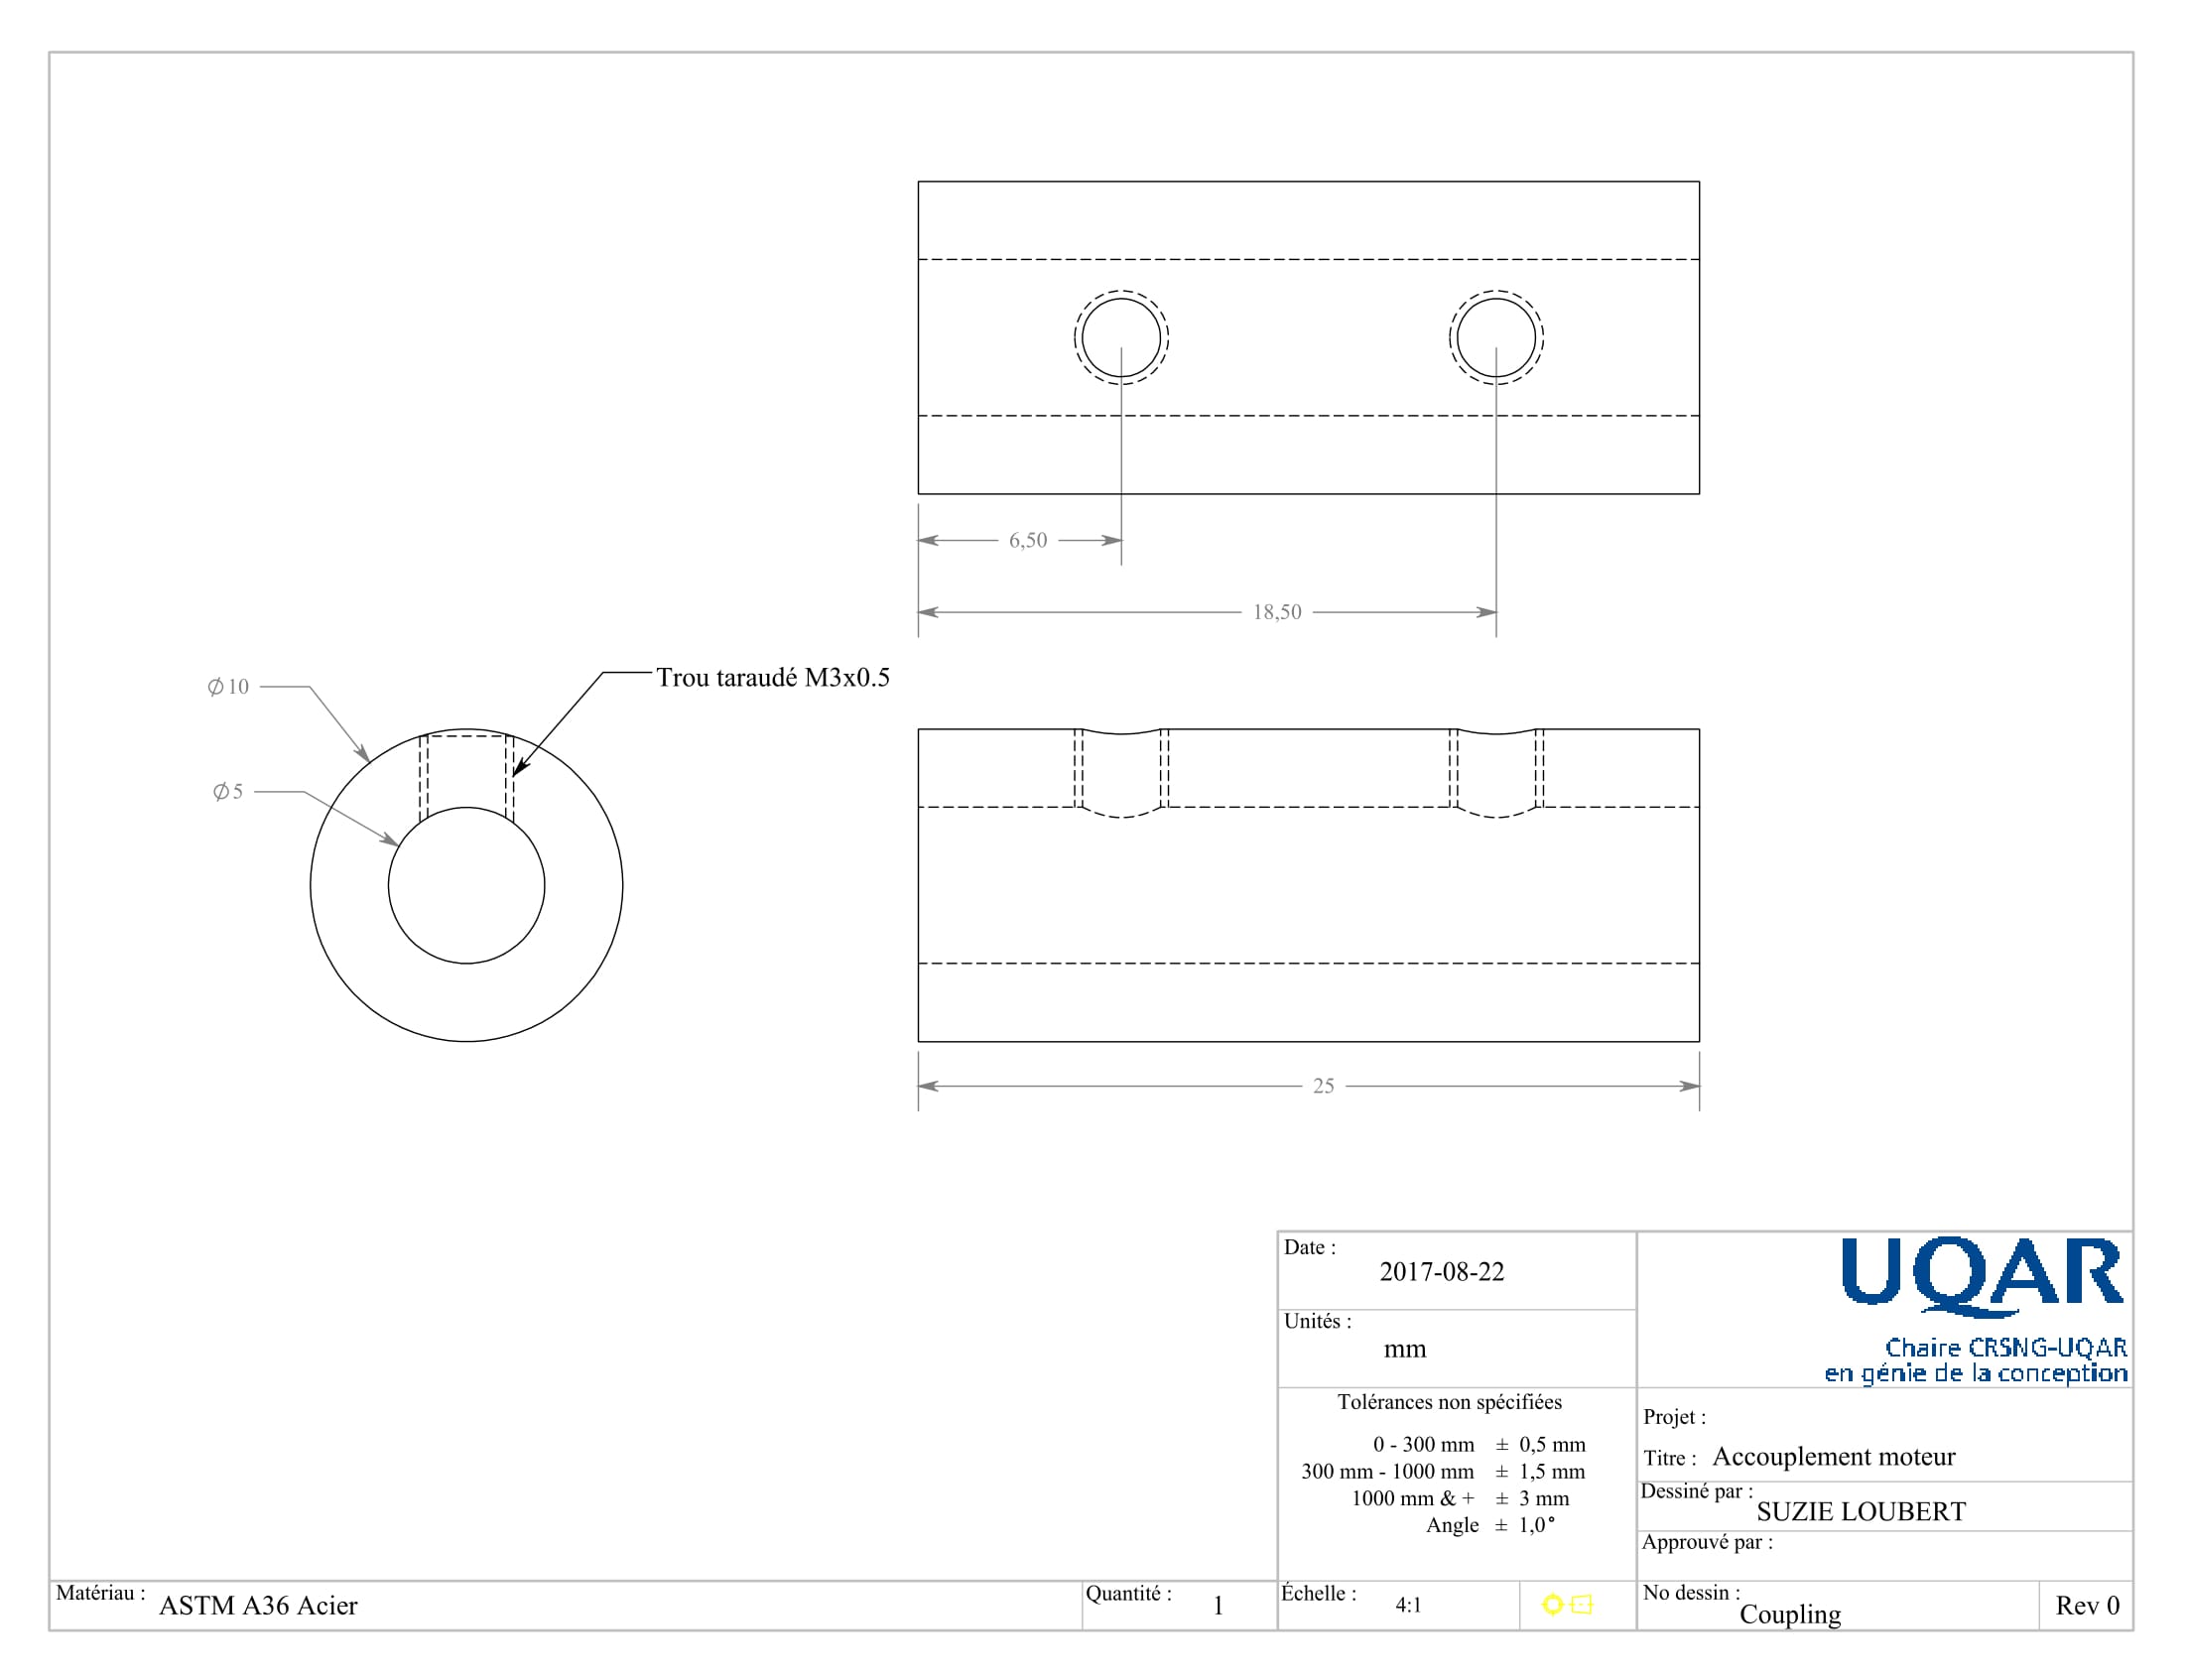 6,50
18,50
Trou taraudé M3x0.5
∅10
∅5
25
Date :
2017-08-22
Unités :
mm
Tolérances non spécifiées
0 - 300 mm ± 0,5 mm
300 mm - 1000 mm ± 1,5 mm
1000 mm & + ± 3 mm
Angle ± 1,0°
UQAR
Chaire CRSNG-UQAR
en génie de la conception
Projet :
Titre : Accouplement moteur
Dessiné par :
SUZIE LOUBERT
Approuvé par :
Matériau : ASTM A36 Acier
Quantité : 1
Échelle : 4:1
No dessin :
Coupling
Rev 0